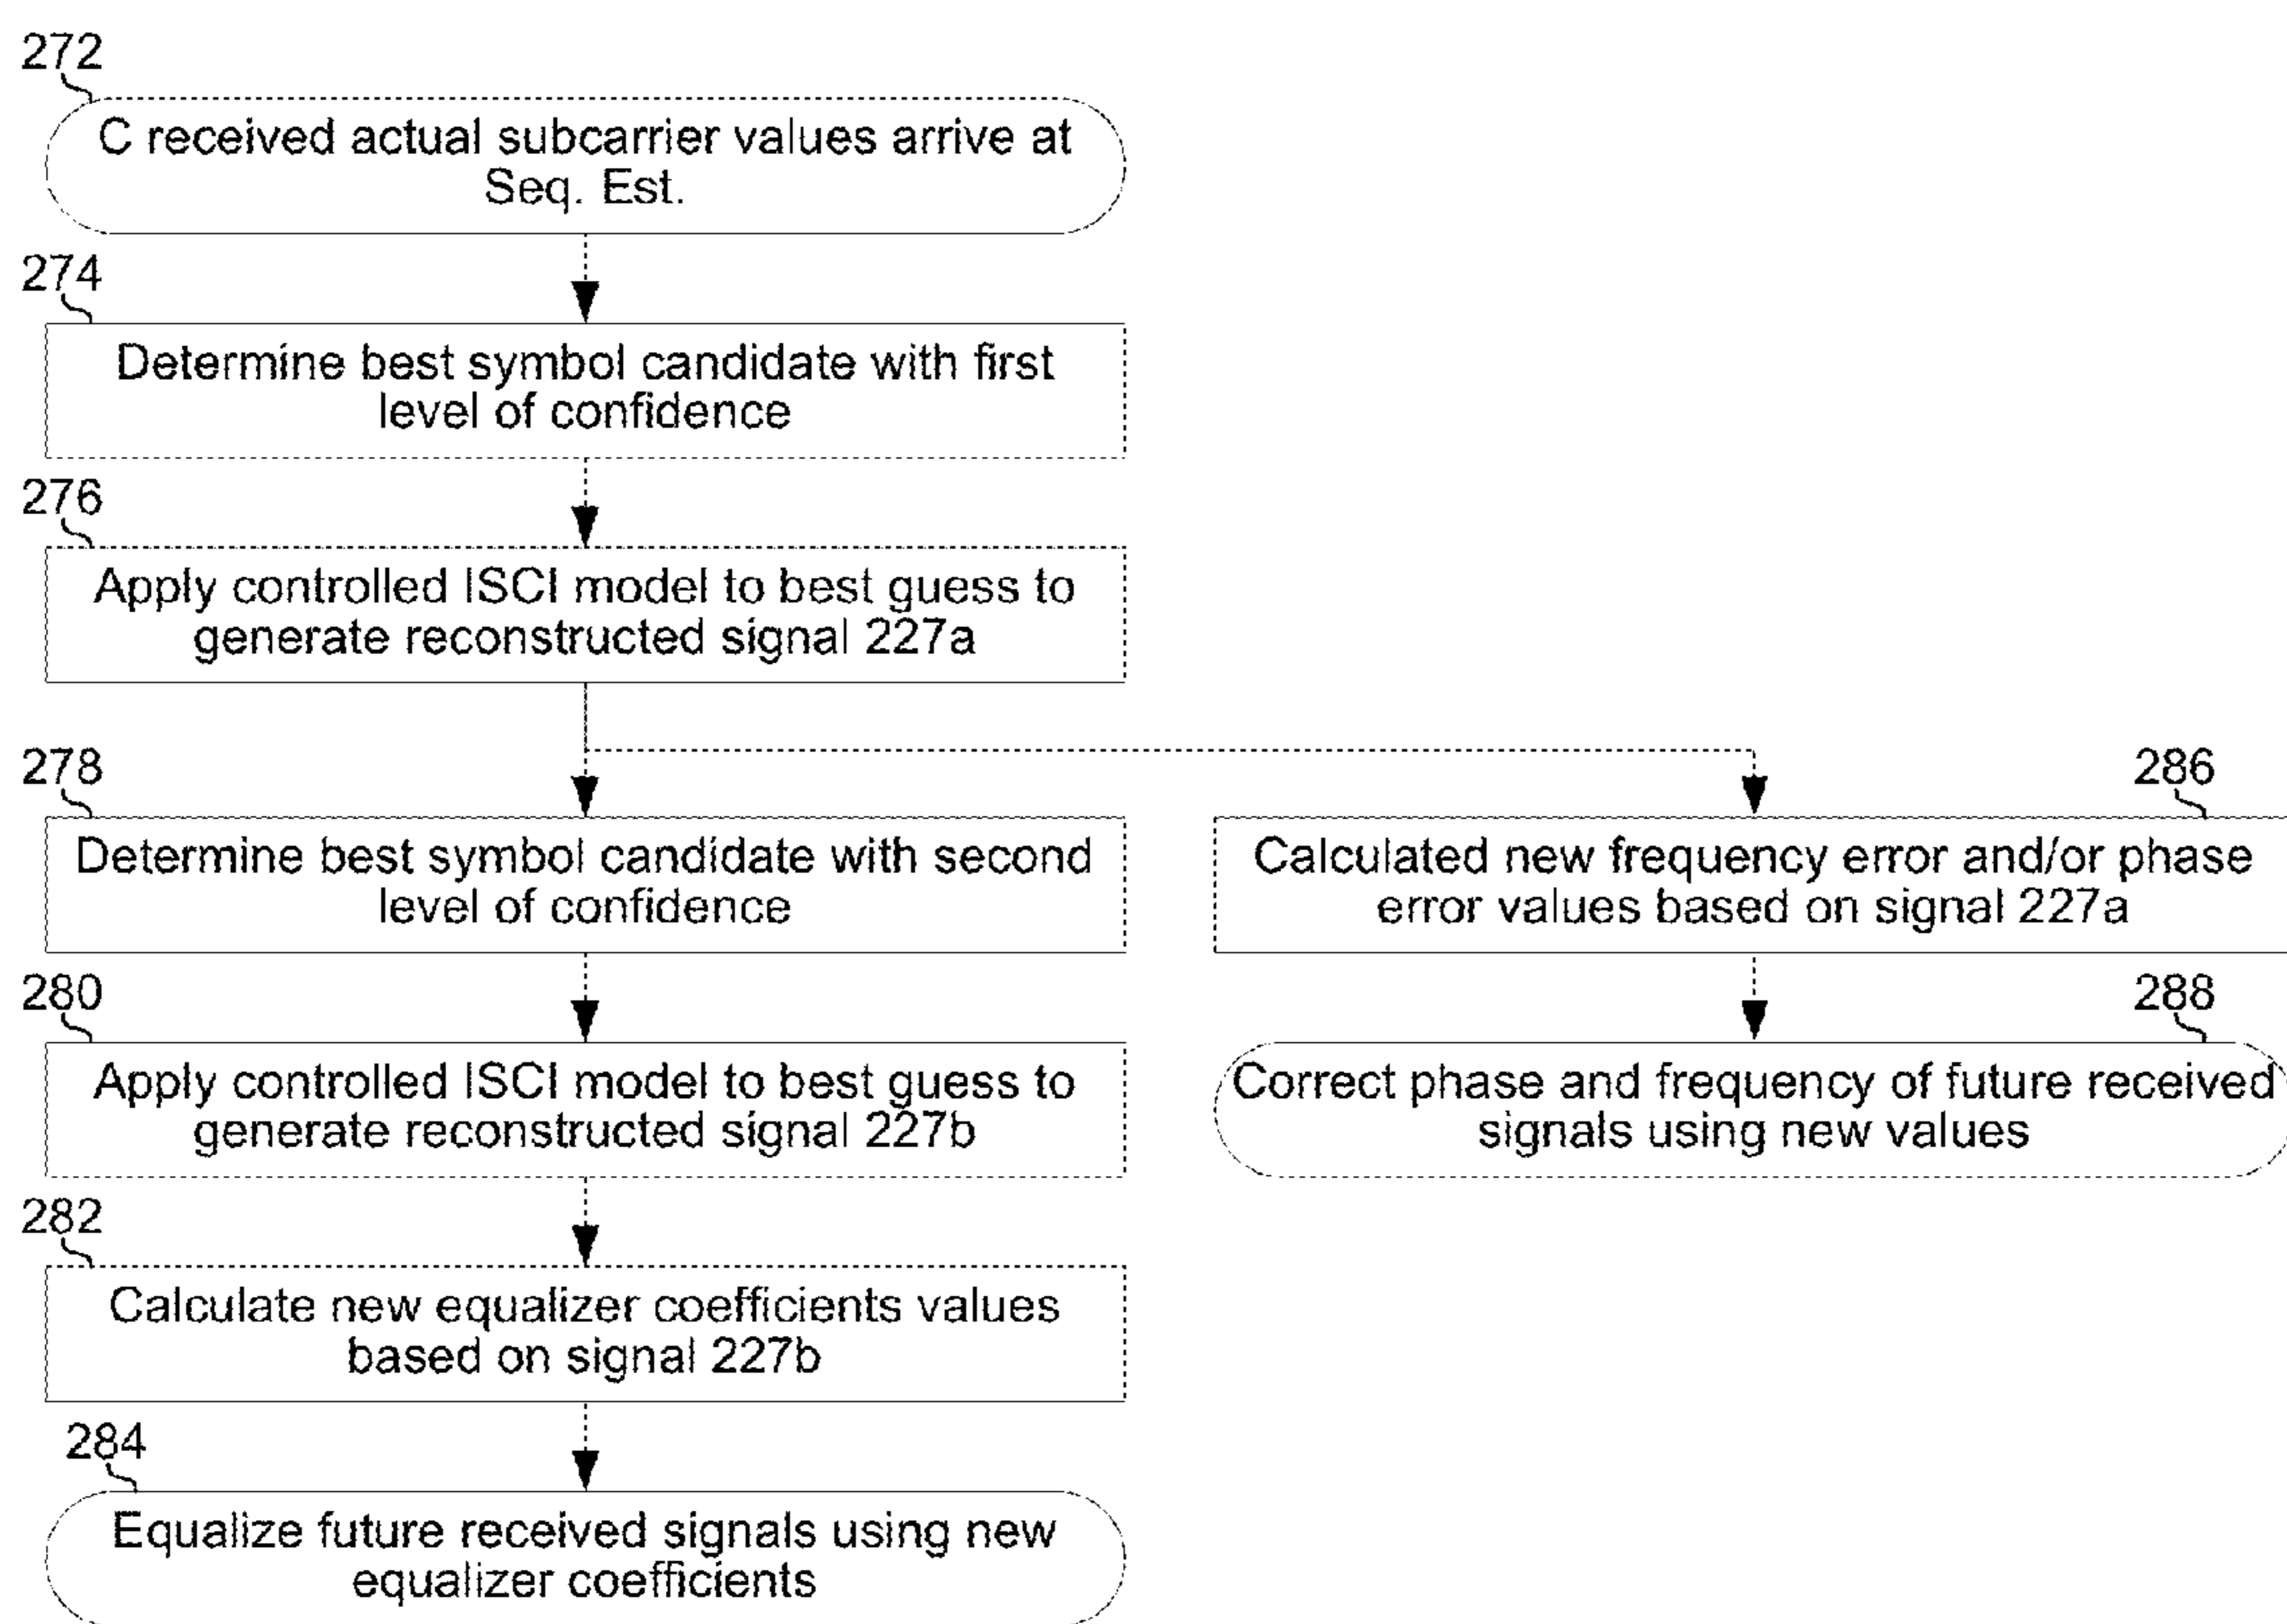 272
C received actual subcarrier values arrive at
Seq. Est.
274
Determine best symbol candidate with first
level of confidence
276
Apply controlled ISCI model to best guess to
generate reconstructed signal 227a
278
Determine best symbol candidate with second
level of confidence
286
Calculated new frequency error and/or phase
error values based on signal 227a
280
Apply controlled ISCI model to best guess to
generate reconstructed signal 227b
288
Correct phase and frequency of future received
signals using new values
282
Calculate new equalizer coefficients values
based on signal 227b
284
Equalize future received signals using new
equalizer coefficients